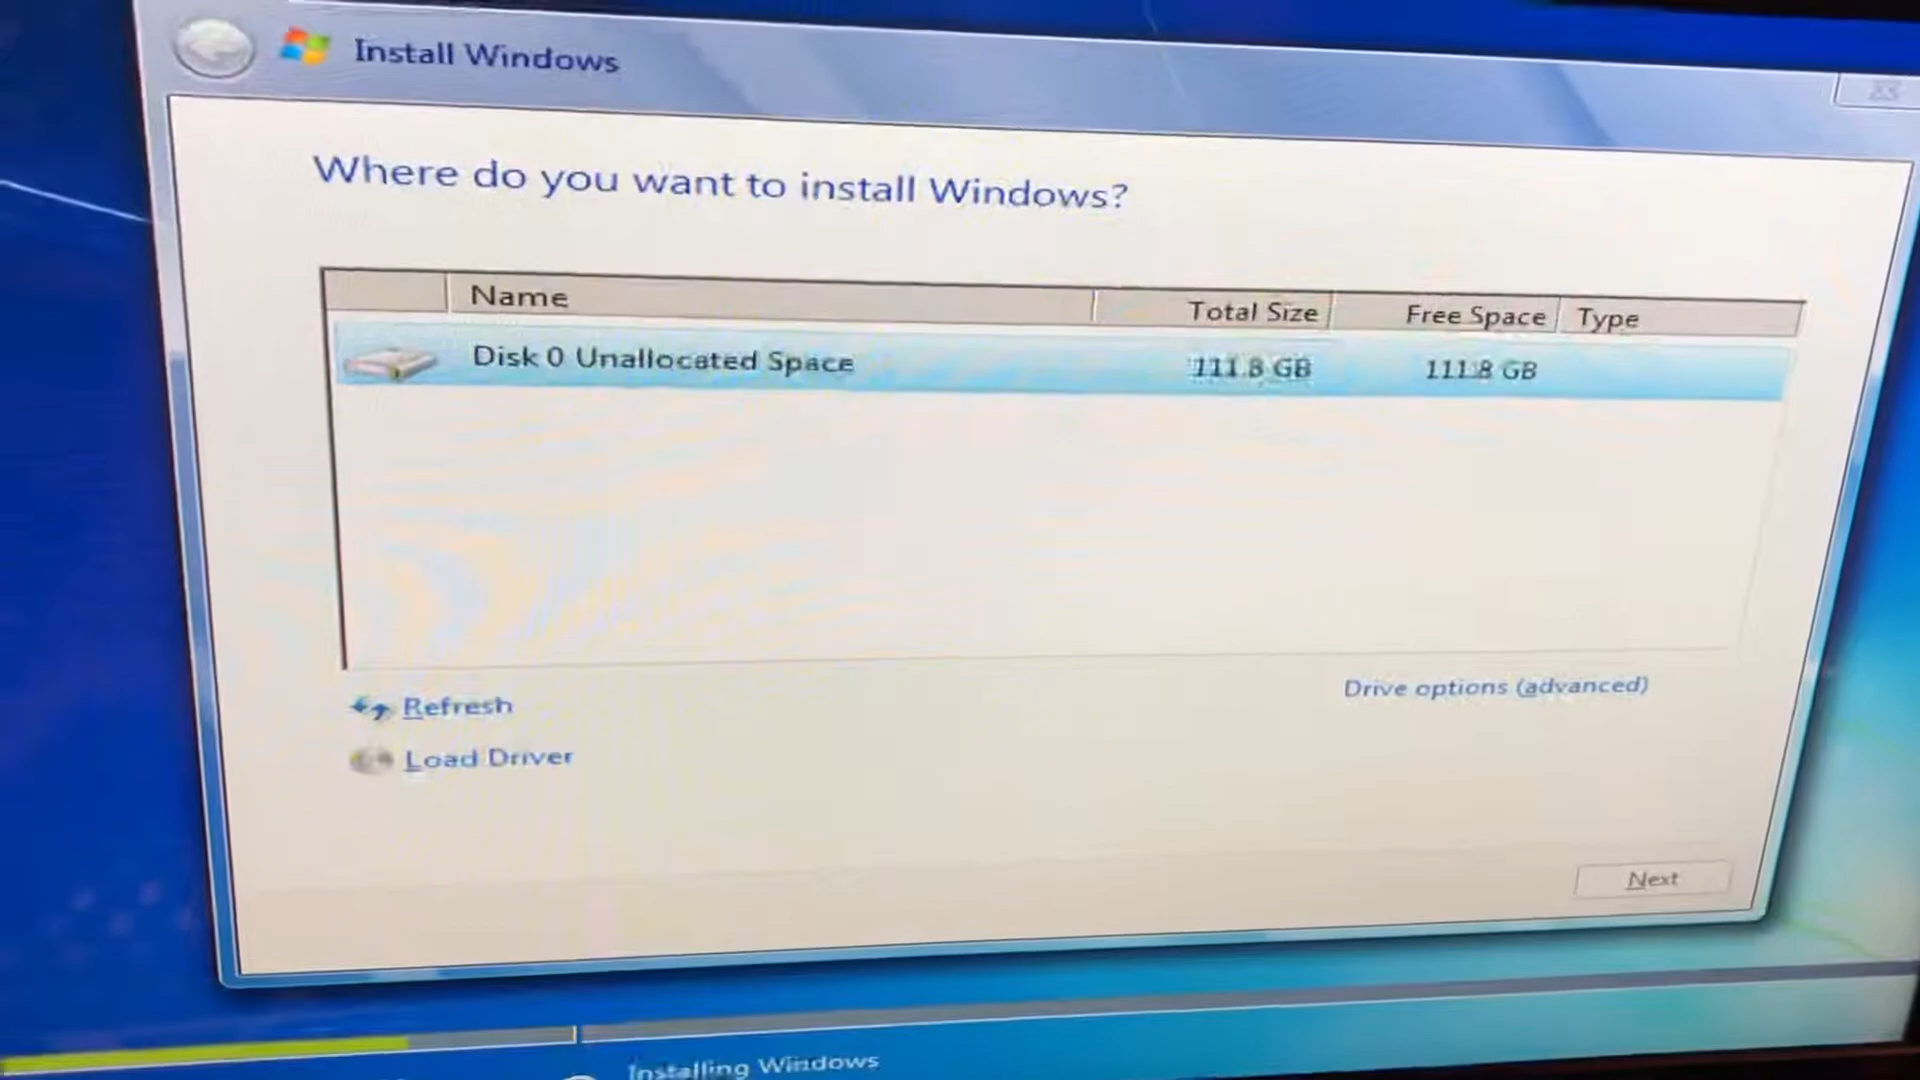 Install Windows
Where do you want to install Windows?
Name Total Size Free Space Type
Disk 0 Unallocated Space 111.8 GB 111.8 GB
Refresh Drive options (advanced)
Load Driver
Next
Installing Windows